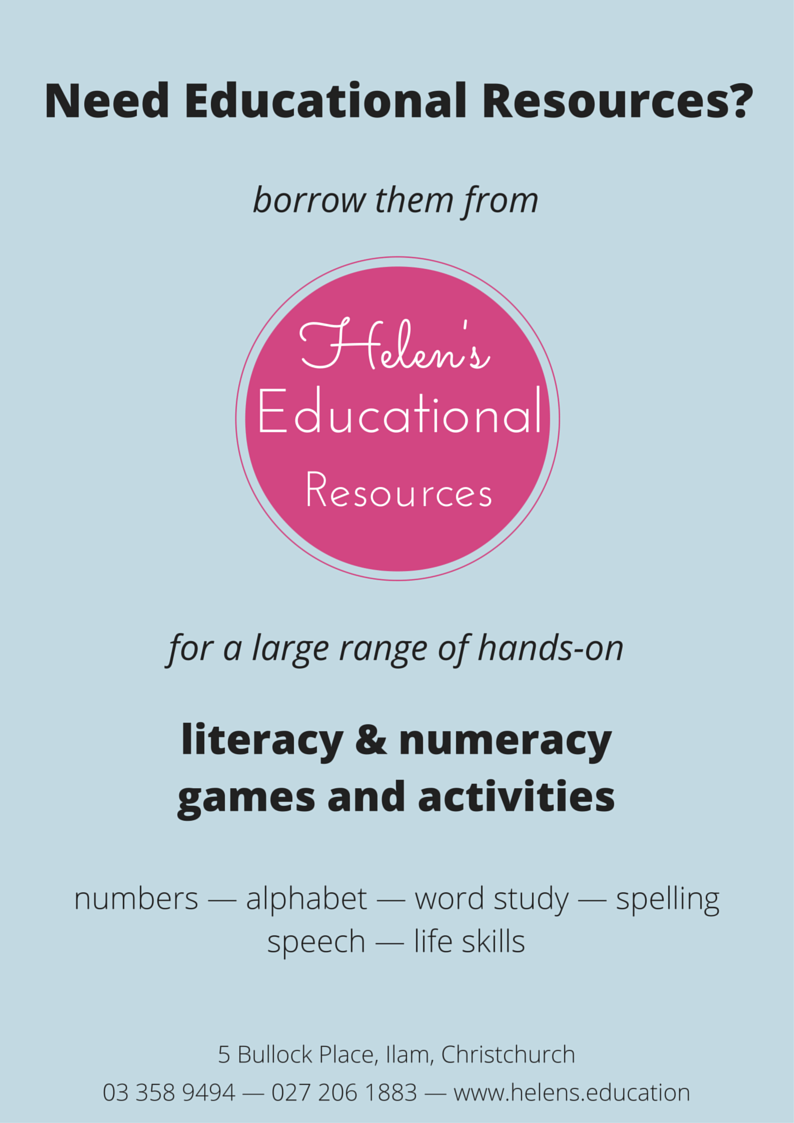 Need Educational Resources?
borrow them from
Helen's
Educational
Resources
for a large range of hands-on
literacy & numeracy
games and activities
numbers — alphabet — word study — spelling
speech — life skills
5 Bullock Place, Ilam, Christchurch
03 358 9494 — 027 206 1883 — www.helens.education